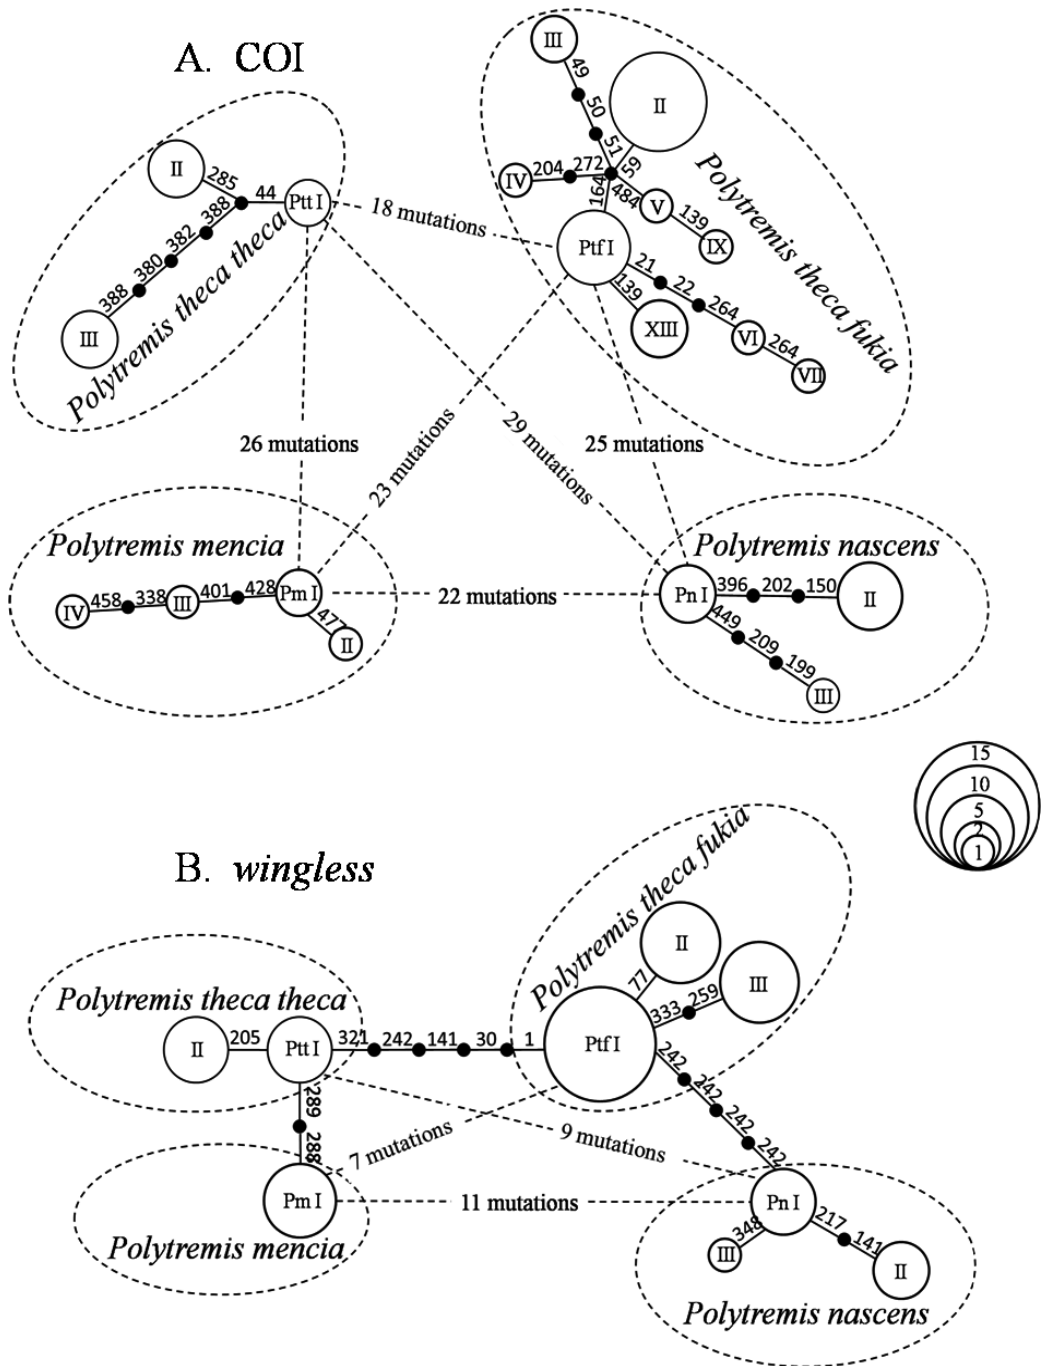 A. COI
III
49
50
51
II
59
II
285
44
Ptt I
388
382
380
388
III
Polytremis theca theca
18 mutations
IV
204
272
164
484
V
139
IX
Ptf I
21
22
264
VI
264
VII
139
XIII
Polytremis theca fukia
26 mutations
23 mutations
29 mutations
25 mutations
Polytremis mencia
IV
458
338
III
401
428
Pm I
477
II
22 mutations
Polytremis nascens
Pn I
396
202
150
II
449
209
199
III
15
10
5
2
1
B. wingless
Polytremis theca fukia
II
77
III
333
259
Ptf I
Polytremis theca theca
II
205
Ptt I
321
242
141
30
1
289
288
242
242
242
242
7 mutations
9 mutations
Pm I
11 mutations
Pn I
Polytremis mencia
348
III
217
141
II
Polytremis nascens